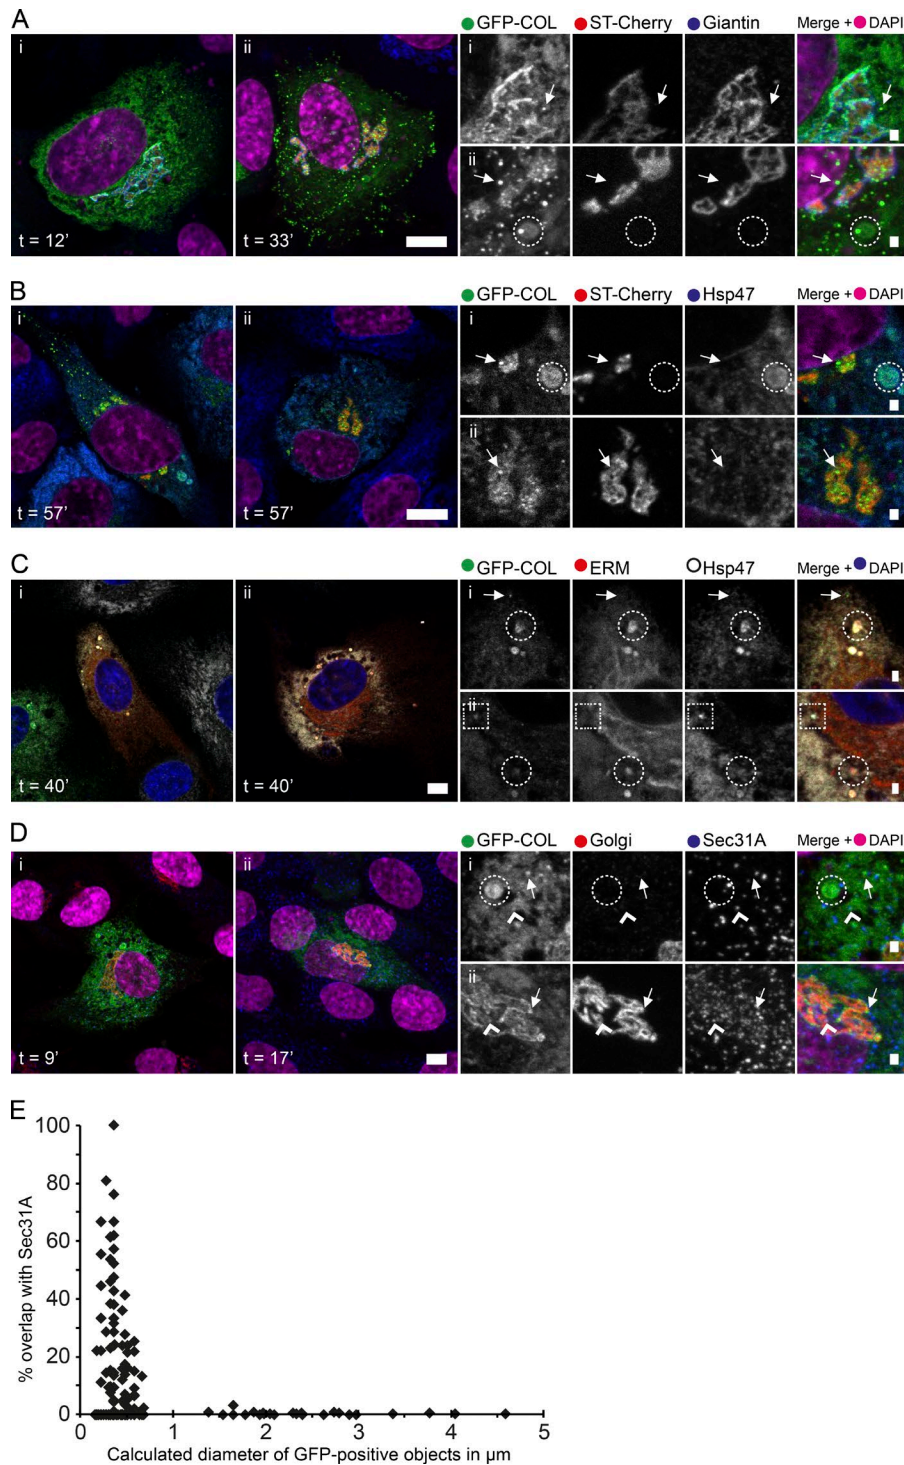 A
GFP-COL ST-Cherry Giantin Merge + DAPI
i ii i
t = 12’ t = 33’
ii
B
GFP-COL ST-Cherry Hsp47 Merge + DAPI
i ii i
ii
t = 57’ t = 57’
C
GFP-COL ERM Hsp47 Merge + DAPI
i ii i
ii
t = 40’ t = 40’
D
GFP-COL Golgi Sec31A Merge + DAPI
i ii i
ii
t = 9’ t = 17’
E
% overlap with Sec31A
100
80
60
40
20
0
0 1 2 3 4 5
Calculated diameter of GFP-positive objects in µm